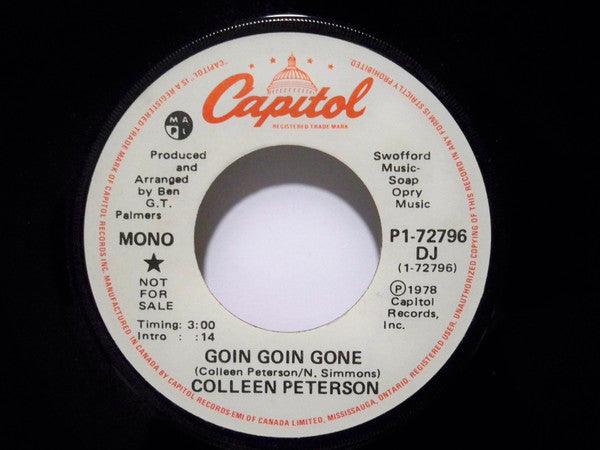 Capitol
REGISTERED TRADE MARK
M A
P L
Produced
and
Arranged
by Ben
G.T.
Palmers
Swofford
Music-
Soap
Opry
Music
MONO
★
NOT
FOR
SALE
P1-72796
DJ
(1-72796)
Ⓟ1978
Capitol
Records,
Inc.
Timing: 3:00
Intro : :14
GOIN GOIN GONE
(Colleen Peterson/N. Simmons)
COLLEEN PETERSON
MANUFACTURED IN CANADA BY CAPITOL RECORDS-EMI OF CANADA LIMITED, MISSISSAUGA, ONTARIO. REGISTERED USER. UNAUTHORIZED COPYING OF THIS RECORD IN ANY FORM IS STRICTLY PROHIBITED.
"CAPITOL" IS A REGISTERED TRADE MARK OF CAPITOL RECORDS INC.